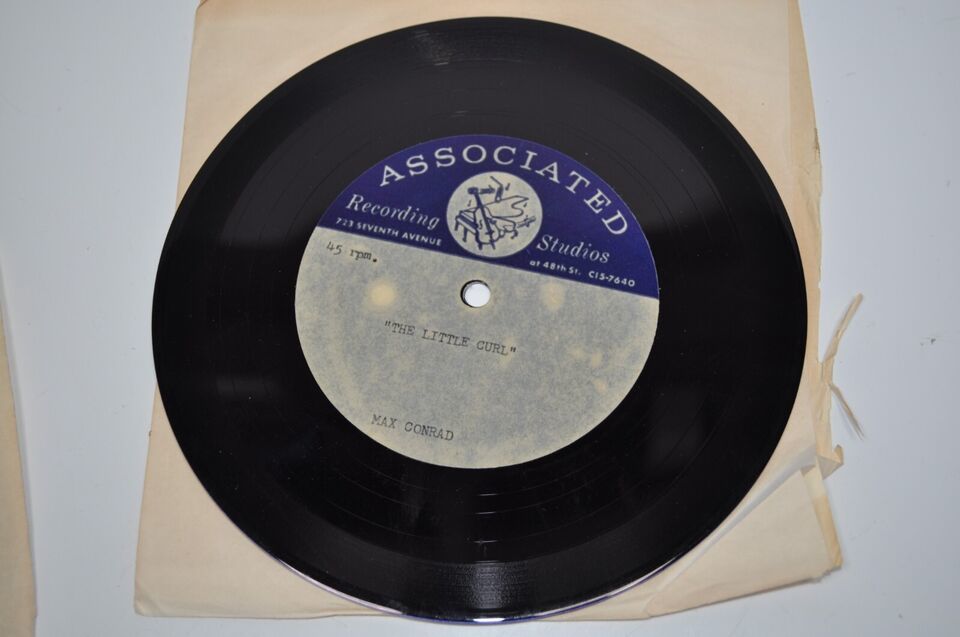 ASSOCIATED
Recording Studios
723 SEVENTH AVENUE at 48th St. CI5-7640
45 rpm.
"THE LITTLE CURL"
MAX CONRAD